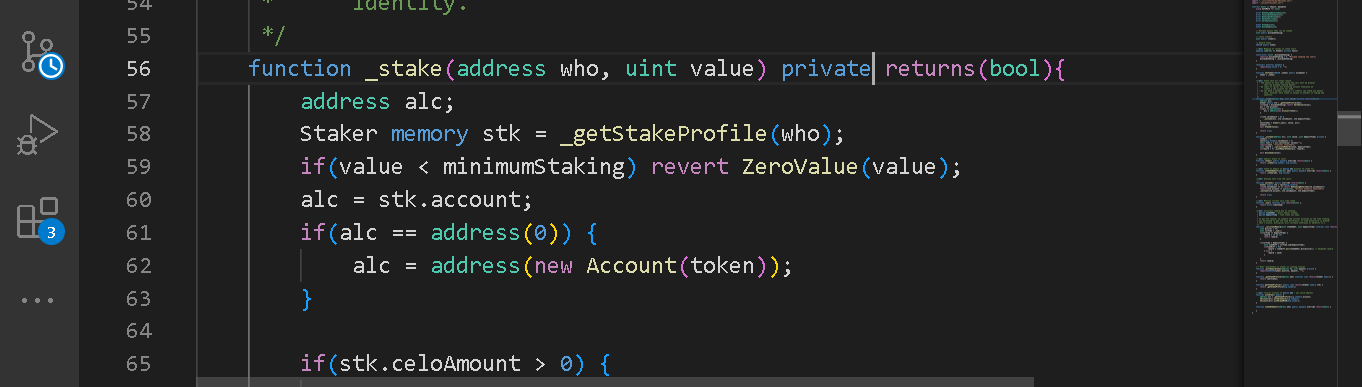 54 * identity.
55 */
56 function _stake(address who, uint value) private returns(bool){
57 address alc;
58 Staker memory stk = _getStakeProfile(who);
59 if(value < minimumStaking) revert ZeroValue(value);
60 alc = stk.account;
61 if(alc == address(0)) {
62 alc = address(new Account(token));
63 }
64
65 if(stk.celoAmount > 0) {
3